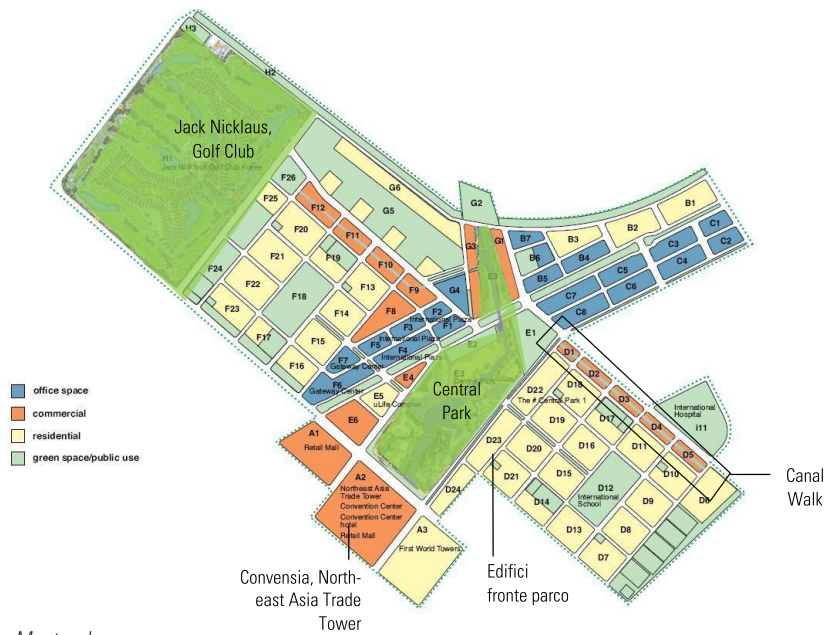 H3
H2
Jack Nicklaus,
Golf Club
H1
Jack Nicklaus Golf Club Korea
G6
G5
G2
F26
F25
F12
F20
F11
F21
F19
F10
F24
F22
F18
F13
F9
F23
F14
F8
F17
F15
F16
G3
G1
E3
G4
B7
B6
B3
B2
B1
B4
B5
C1
C2
C3
C4
C5
C6
C7
C8
F2
International Plaza
F3
F1
International Plaza
F5
F4
International Plaza
F7
Gateway Center
F6
Gateway Center
E2
E1
E4
E3
Central
Park
E5
uLife Complex
E6
D1
D2
D3
D4
D5
D22
D18
The # Central Park 1
D17
D19
D11
D23
D20
D16
D10
D6
D21
D15
D12
International
School
D9
D24
D14
D13
D8
D7
International
Hospital
i11
Canal
Walk
office space
commercial
residential
green space/public use
A1
Retail Mall
A2
Northeast Asia
Trade Tower
Convention Center
Convention Center
hotel
Retail Mall
A3
First World Towers
Convensia, North-
east Asia Trade
Tower
Edifici
fronte parco